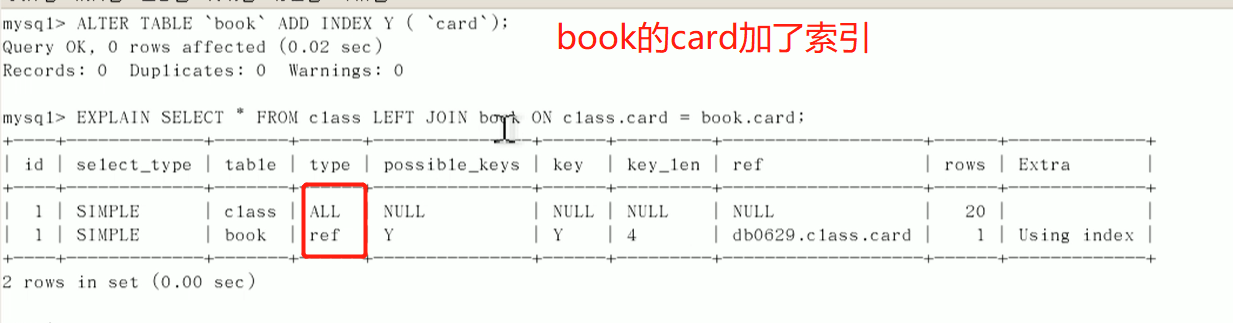 mysql> ALTER TABLE `book` ADD INDEX Y ( `card`);
Query OK, 0 rows affected (0.02 sec)
Records: 0  Duplicates: 0  Warnings: 0
book的card加了索引
mysql> EXPLAIN SELECT * FROM class LEFT JOIN book ON class.card = book.card;
+----+-------------+-------+------+---------------+------+---------+-------------------+------+-------------+
| id | select_type | table | type | possible_keys | key | key_len | ref | rows | Extra |
+----+-------------+-------+------+---------------+------+---------+-------------------+------+-------------+
| 1 | SIMPLE | class | ALL | NULL | NULL | NULL | NULL | 20 | |
| 1 | SIMPLE | book | ref | Y | Y | 4 | db0629.class.card | 1 | Using index |
+----+-------------+-------+------+---------------+------+---------+-------------------+------+-------------+
2 rows in set (0.00 sec)